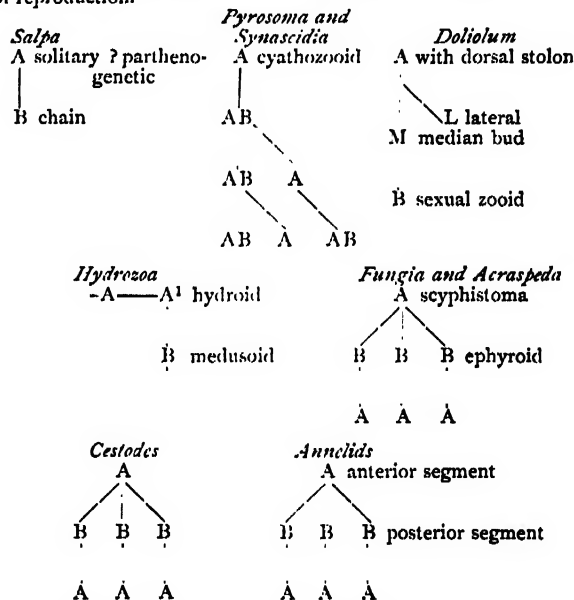 of reproduction.
Pyrosoma and
Salpa Synascidia Doliolum
A solitary ? partheno- A cyathozooid A with dorsal stolon
genetic
B chain AB L lateral
M median bud
AB A
B sexual zooid
AB A AB
Hydrozoa Fungia and Acraspeda
A A¹ hydroid A scyphistoma
B medusoid B B B ephyroid
A A A
Cestodes Annelids
A A anterior segment
B B B B B B posterior segment
A A A A A A